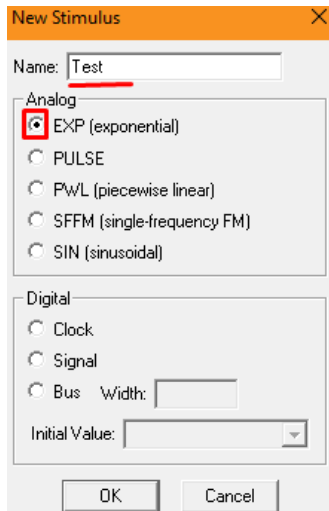 New Stimulus
Name: Test
Analog
EXP (exponential)
PULSE
PWL (piecewise linear)
SFFM (single-frequency FM)
SIN (sinusoidal)
Digital
Clock
Signal
Bus Width:
Initial Value:
OK Cancel